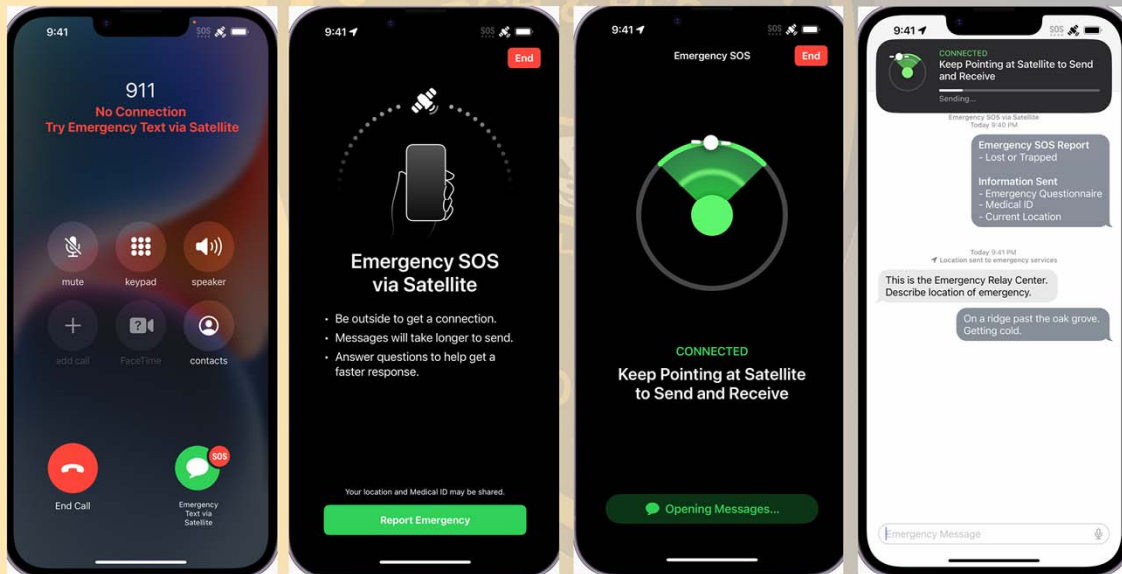 9:41
SOS
911
No Connection
Try Emergency Text via Satellite
mute
keypad
speaker
add call
FaceTime
contacts
End Call
SOS
Emergency
Text via
Satellite
9:41
SOS
End
Emergency SOS
via Satellite
• Be outside to get a connection.
• Messages will take longer to send.
• Answer questions to help get a
faster response.
Your location and Medical ID may be shared.
Report Emergency
9:41
SOS
Emergency SOS
End
CONNECTED
Keep Pointing at Satellite
to Send and Receive
Opening Messages...
9:41
SOS
CONNECTED
Keep Pointing at Satellite to Send
and Receive
Sending...
Emergency SOS via Satellite
Today 9:40 PM
Emergency SOS Report
- Lost or Trapped
Information Sent
- Emergency Questionnaire
- Medical ID
- Current Location
Today 9:41 PM
Location sent to emergency services
This is the Emergency Relay Center.
Describe location of emergency.
On a ridge past the oak grove.
Getting cold.
Emergency Message